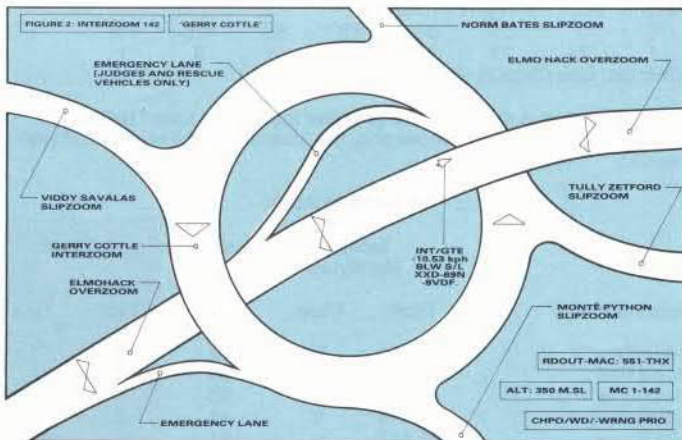 FIGURE 2: INTERZOOM 142
'GERRY COTTLE'
NORM BATES SLIPZOOM
EMERGENCY LANE
(JUDGES AND RESCUE
VEHICLES ONLY)
ELMO HACK OVERZOOM
VIDDY SAVALAS
SLIPZOOM
TULLY ZETFORD
SLIPZOOM
GERRY COTTLE
INTERZOOM
INT/GTE
-10.53 kph
BLW S/L
XXD-69N
-9VDF.
ELMOHACK
OVERZOOM
MONTÈ PYTHON
SLIPZOOM
RDOUT-MAC: 551-THX
ALT: 350 M.SL
MC 1-142
EMERGENCY LANE
CHPO/WD/-WRNG PRIO